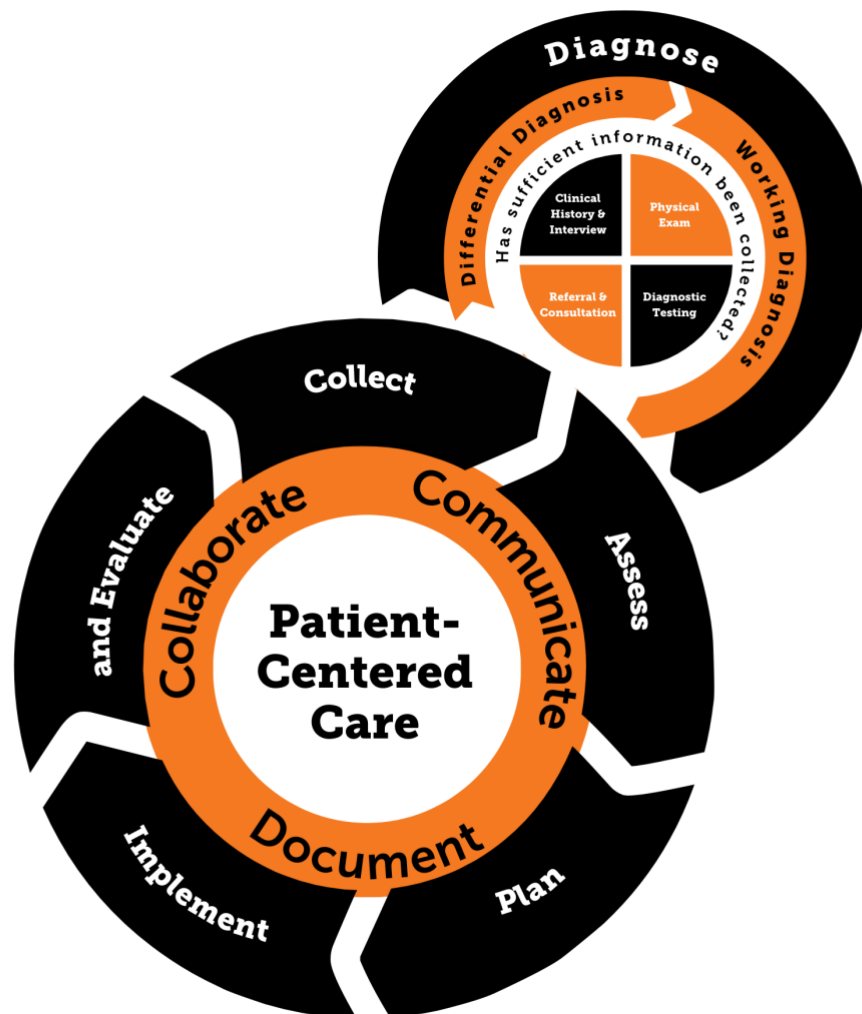 Diagnose
Differential Diagnosis
Working Diagnosis
Has sufficient information been collected?
Clinical
History &
Interview
Physical
Exam
Referral &
Consultation
Diagnostic
Testing
Collect
Assess
Plan
Implement
and Evaluate
Collaborate
Communicate
Document
Patient-
Centered
Care